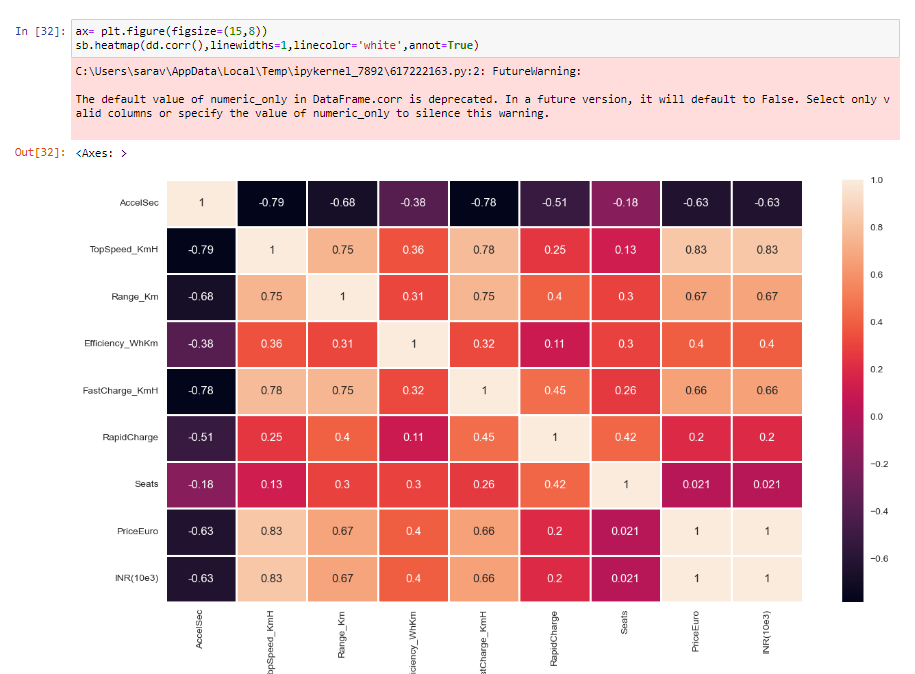 In [32]: ax= plt.figure(figsize=(15,8))
sb.heatmap(dd.corr(),linewidths=1,linecolor='white',annot=True)
C:\Users\sarav\AppData\Local\Temp\ipykernel_7892\617222163.py:2: FutureWarning:
The default value of numeric_only in DataFrame.corr is deprecated. In a future version, it will default to False. Select only v
alid columns or specify the value of numeric_only to silence this warning.
Out[32]: <Axes: >
AccelSec 1 -0.79 -0.68 -0.38 -0.78 -0.51 -0.18 -0.63 -0.63
TopSpeed_KmH -0.79 1 0.75 0.36 0.78 0.25 0.13 0.83 0.83
Range_Km -0.68 0.75 1 0.31 0.75 0.4 0.3 0.67 0.67
Efficiency_WhKm -0.38 0.36 0.31 1 0.32 0.11 0.3 0.4 0.4
FastCharge_KmH -0.78 0.78 0.75 0.32 1 0.45 0.26 0.66 0.66
RapidCharge -0.51 0.25 0.4 0.11 0.45 1 0.42 0.2 0.2
Seats -0.18 0.13 0.3 0.3 0.26 0.42 1 0.021 0.021
PriceEuro -0.63 0.83 0.67 0.4 0.66 0.2 0.021 1 1
INR(10e3) -0.63 0.83 0.67 0.4 0.66 0.2 0.021 1 1
AccelSec
opSpeed_KmH
Range_Km
iciency_WhKm
stCharge_KmH
RapidCharge
Seats
PriceEuro
INR(10e3)
1.0
0.8
0.6
0.4
0.2
0.0
−0.2
−0.4
−0.6